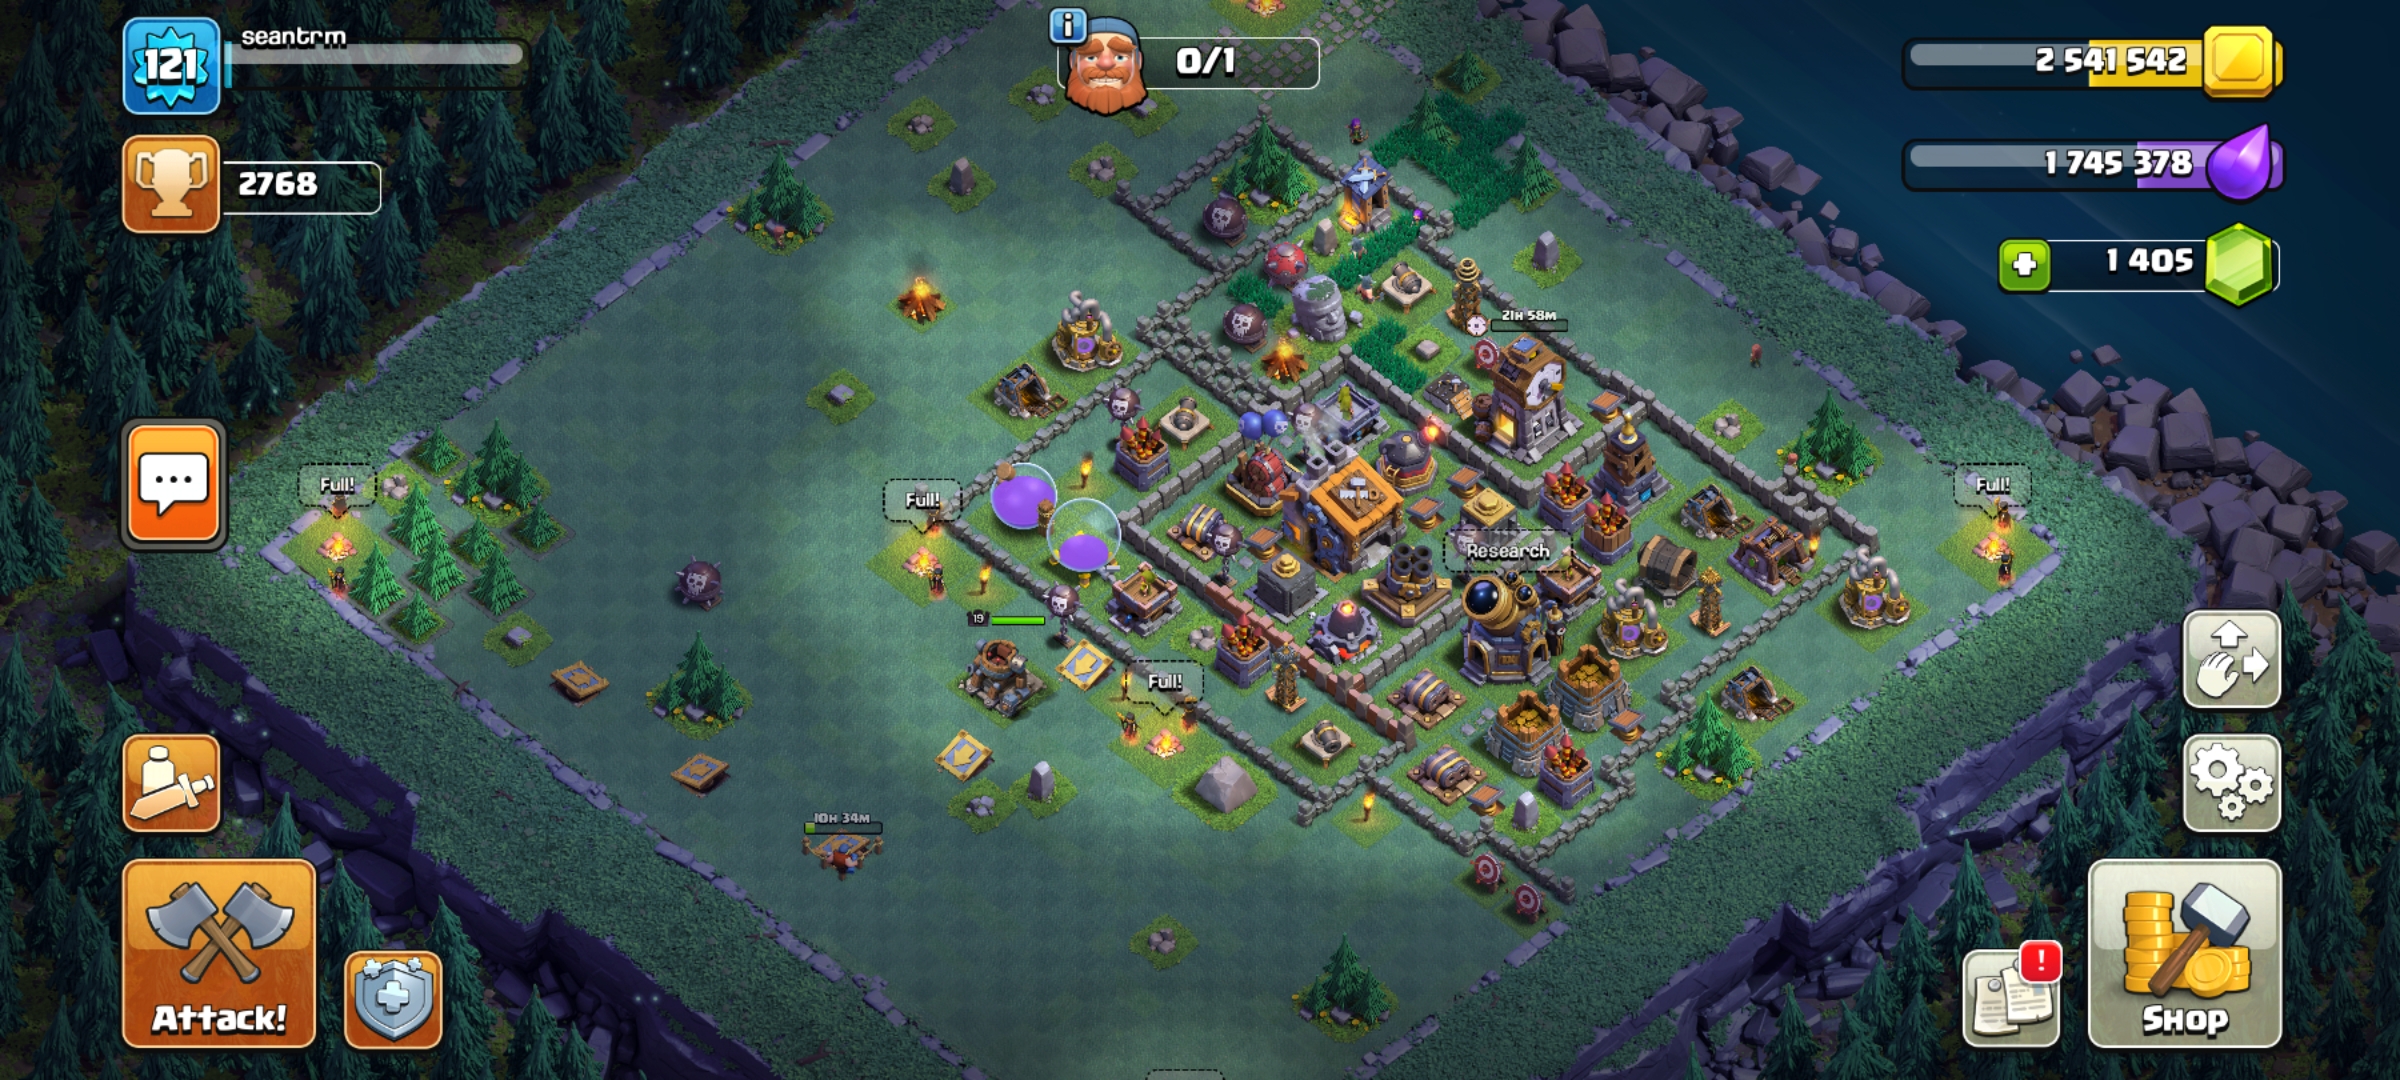 121
seantrm
i
0/1
2 541 542
2768
1 745 378
1 405
21H 58M
Full!
Full!
Full!
Research
19
Full!
10H 34M
Attack!
!
Shop